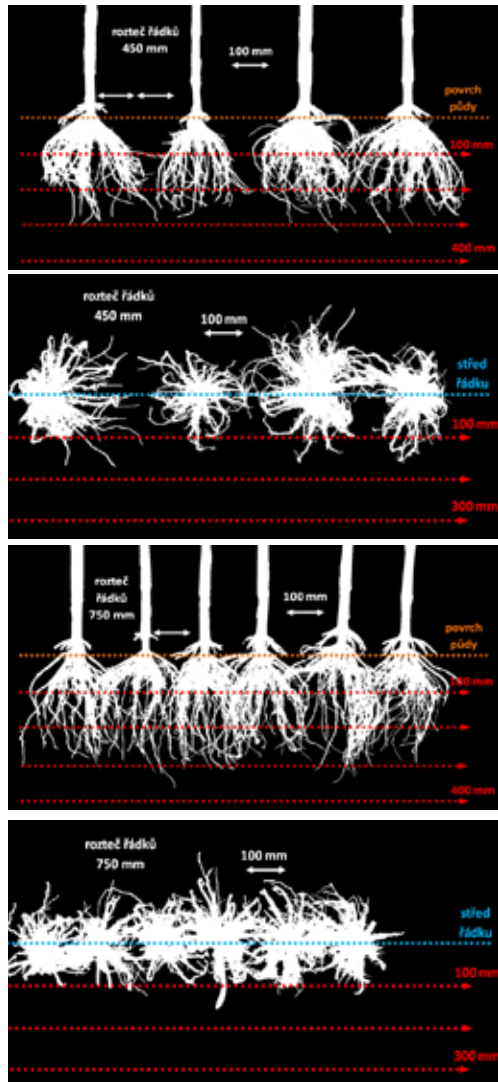 rozteč řádků
450 mm
100 mm
povrch
půdy
100 mm
400 mm
rozteč řádků
450 mm
100 mm
střed
řádku
100 mm
300 mm
rozteč
řádků
750 mm
100 mm
povrch
půdy
100 mm
400 mm
rozteč řádků
750 mm
100 mm
střed
řádku
100 mm
300 mm